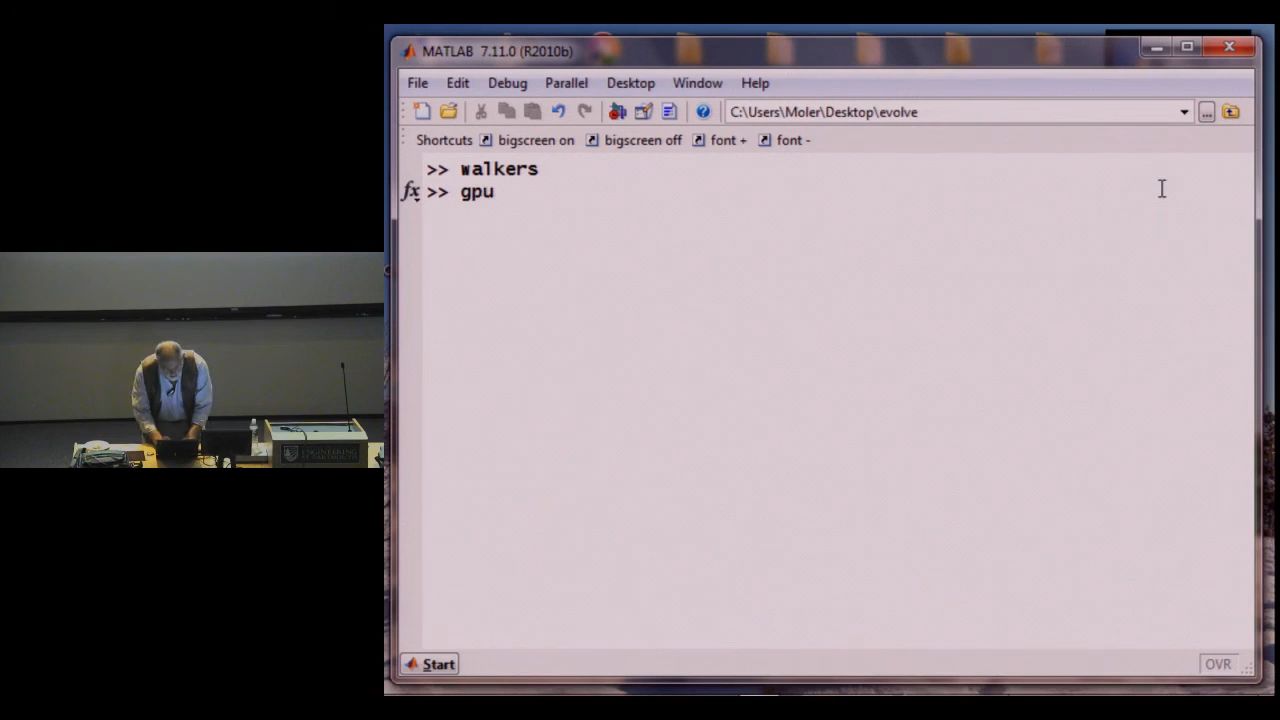 MATLAB 7.11.0 (R2010b)
File Edit Debug Parallel Desktop Window Help
C:\Users\Moler\Desktop\evolve
Shortcuts bigscreen on bigscreen off font + font -
>> walkers
fx >> gpu
Start
OVR
ENGINEERING